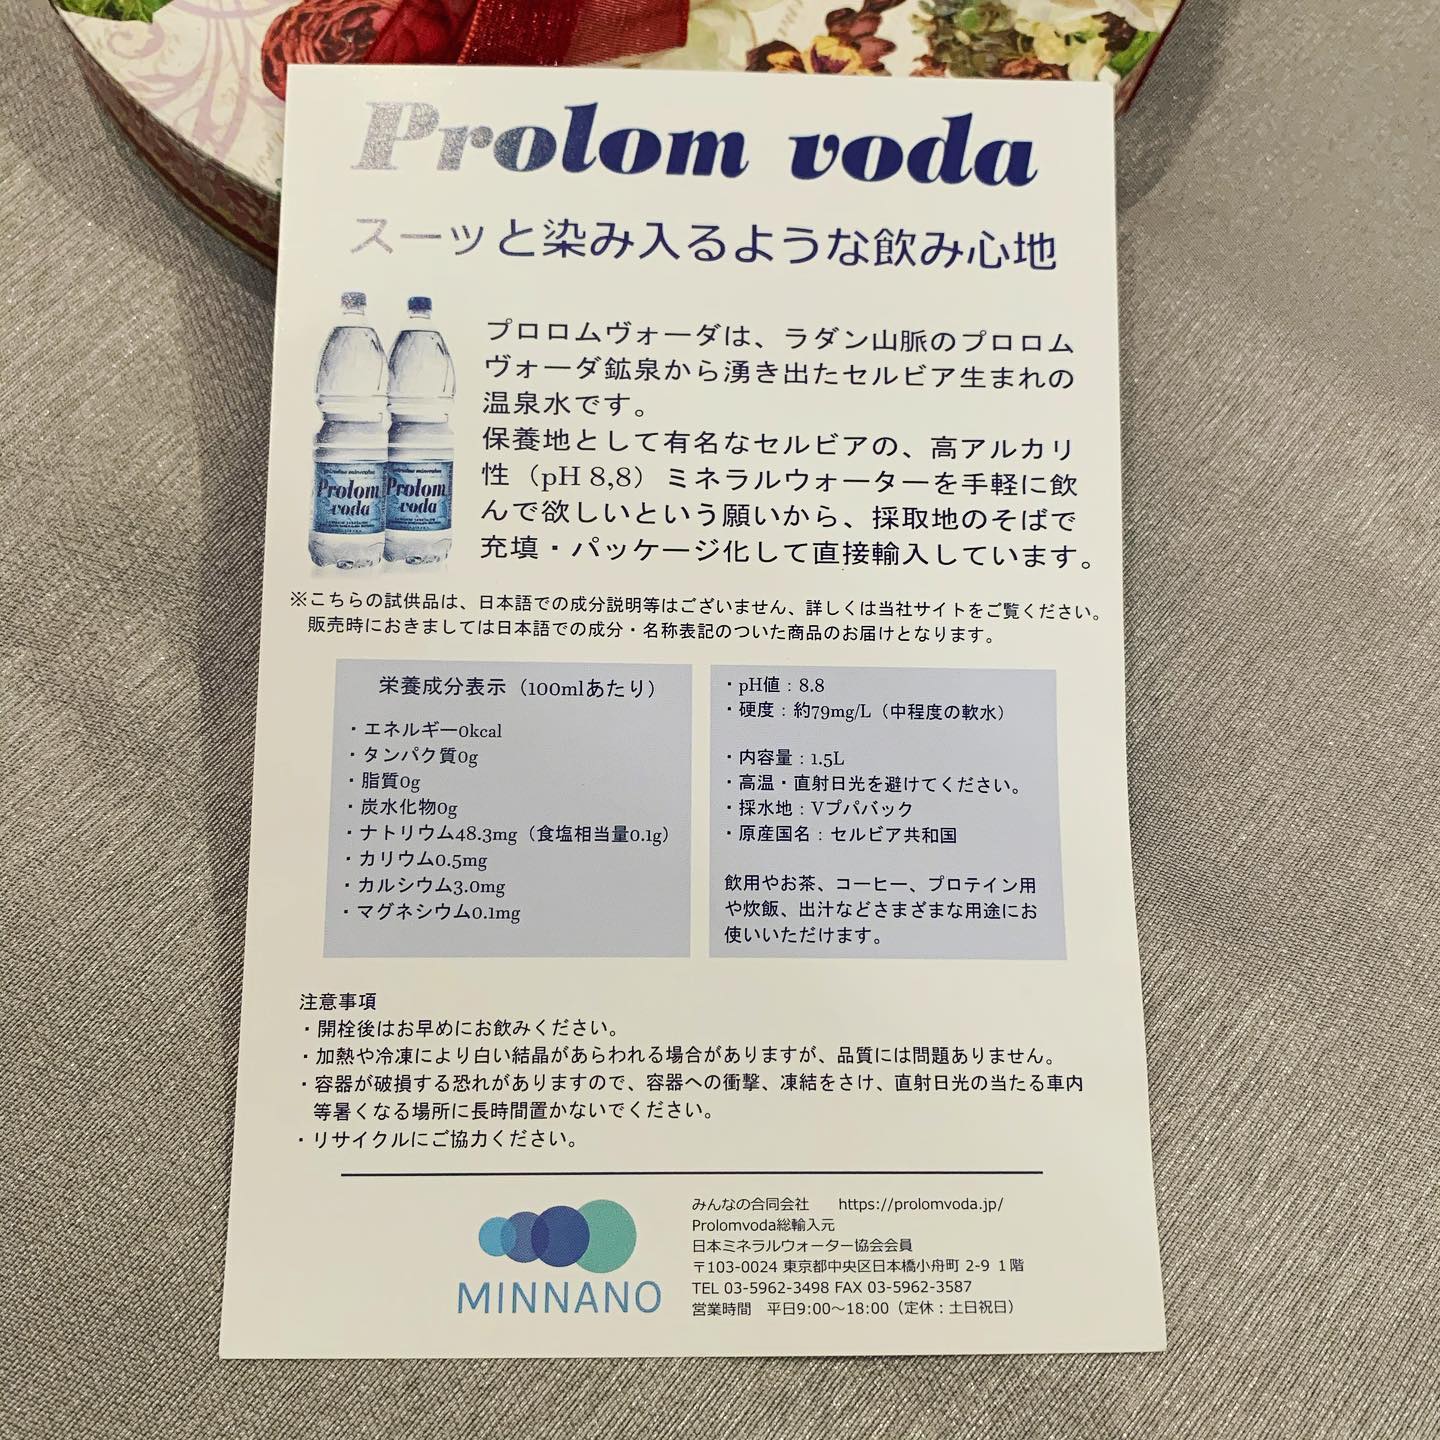 Prolom voda
スーッと染み入るような飲み心地
プロロムヴォーダは、ラダン山脈のプロロム
ヴォーダ鉱泉から湧き出たセルビア生まれの
温泉水です。
保養地として有名なセルビアの、高アルカリ
性（pH 8,8）ミネラルウォーターを手軽に飲
んで欲しいという願いから、採取地のそばで
充填・パッケージ化して直接輸入しています。
Prolom
voda
Prolom
voda
※こちらの試供品は、日本語での成分説明等はございません、詳しくは当社サイトをご覧ください。
販売時におきましては日本語での成分・名称表記のついた商品のお届けとなります。
栄養成分表示（100mlあたり）
・エネルギー0kcal
・タンパク質0g
・脂質0g
・炭水化物0g
・ナトリウム48.3mg（食塩相当量0.1g）
・カリウム0.5mg
・カルシウム3.0mg
・マグネシウム0.1mg
・pH値：8.8
・硬度：約79mg/L（中程度の軟水）
・内容量：1.5L
・高温・直射日光を避けてください。
・採水地：Vプパバック
・原産国名：セルビア共和国
飲用やお茶、コーヒー、プロテイン用
や炊飯、出汁などさまざまな用途にお
使いいただけます。
注意事項
・開栓後はお早めにお飲みください。
・加熱や冷凍により白い結晶があらわれる場合がありますが、品質には問題ありません。
・容器が破損する恐れがありますので、容器への衝撃、凍結をさけ、直射日光の当たる車内
等暑くなる場所に長時間置かないでください。
・リサイクルにご協力ください。
MINNANO
みんなの合同会社 https://prolomvoda.jp/
Prolomvoda総輸入元
日本ミネラルウォーター協会会員
〒103-0024 東京都中央区日本橋小舟町 2-9 １階
TEL 03-5962-3498 FAX 03-5962-3587
営業時間 平日9:00～18:00（定休：土日祝日）